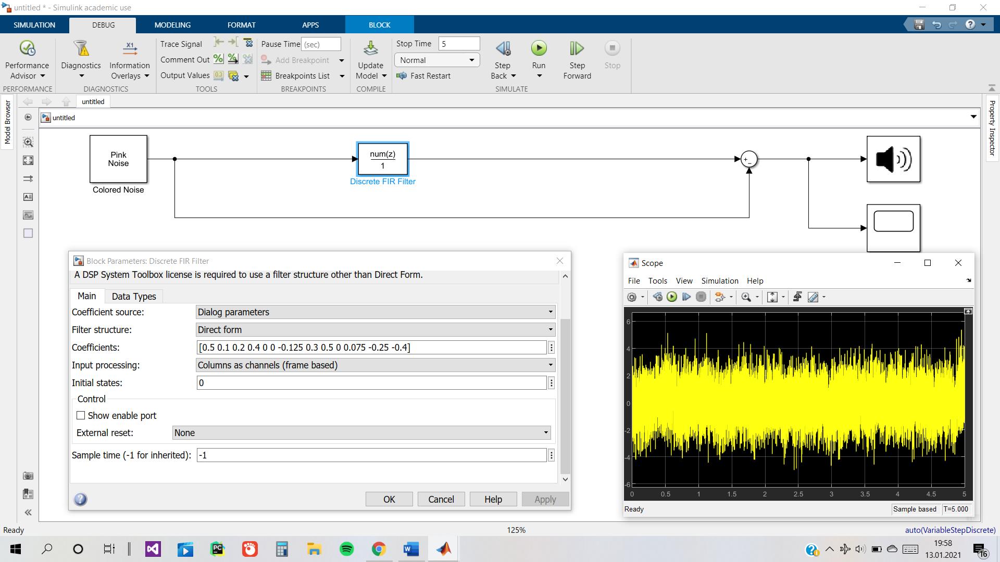 untitled * - Simulink academic use
SIMULATION DEBUG MODELING FORMAT APPS BLOCK
Performance Advisor
PERFORMANCE
Diagnostics
Information Overlays
DIAGNOSTICS
Trace Signal
Comment Out
Output Values
TOOLS
Pause Time (sec)
Add Breakpoint
Breakpoints List
BREAKPOINTS
Update Model
COMPILE
Stop Time 5
Normal
Fast Restart
Step Back
Run
Step Forward
Stop
SIMULATE
Model Browser
Property Inspector
untitled
untitled
Pink
Noise
Colored Noise
num(z)
1
Discrete FIR Filter
+
−
Block Parameters: Discrete FIR Filter
A DSP System Toolbox license is required to use a filter structure other than Direct Form.
Main Data Types
Coefficient source: Dialog parameters
Filter structure: Direct form
Coefficients: [0.5 0.1 0.2 0.4 0 0 -0.125 0.3 0.5 0 0.075 -0.25 -0.4]
Input processing: Columns as channels (frame based)
Initial states: 0
Control
Show enable port
External reset: None
Sample time (-1 for inherited): -1
OK Cancel Help Apply
Scope
File Tools View Simulation Help
6
4
2
0
-2
-4
-6
0 0.5 1 1.5 2 2.5 3 3.5 4 4.5 5
Ready Sample based T=5.000
Ready 125% auto(VariableStepDiscrete)
19:58
13.01.2021
16